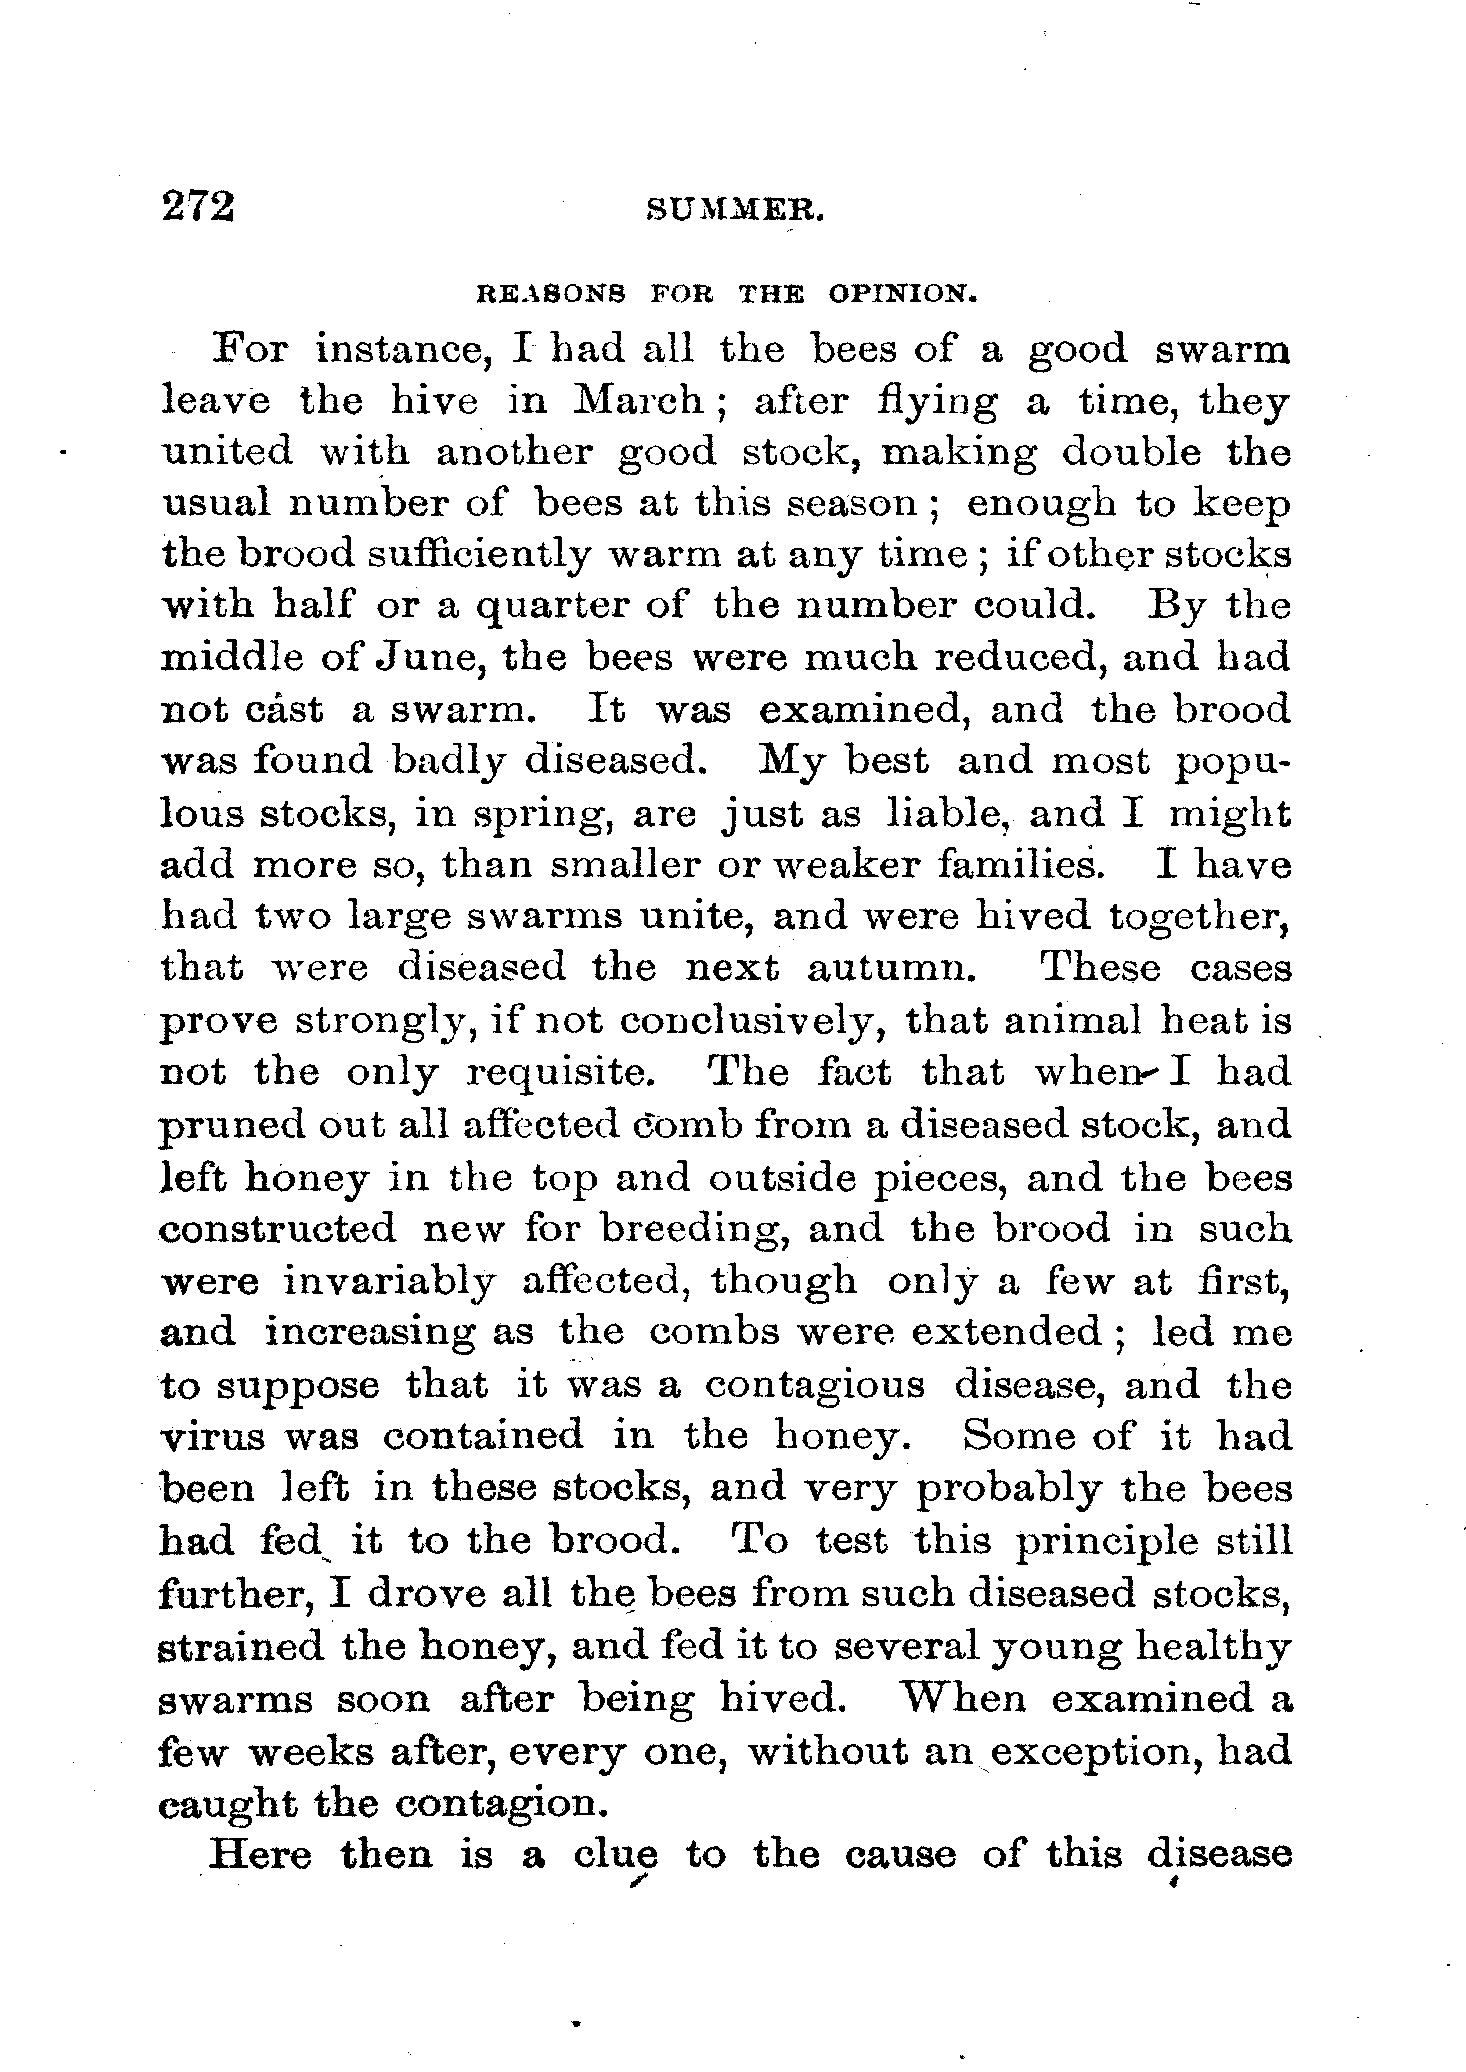 272 SUMMER.
REASONS FOR THE OPINION.
For instance, I had all the bees of a good swarm
leave the hive in March ; after flying a time, they
united with another good stock, making double the
usual number of bees at this season ; enough to keep
the brood sufficiently warm at any time ; if other stocks
with half or a quarter of the number could. By the
middle of June, the bees were much reduced, and had
not cast a swarm. It was examined, and the brood
was found badly diseased. My best and most popu-
lous stocks, in spring, are just as liable, and I might
add more so, than smaller or weaker families. I have
had two large swarms unite, and were hived together,
that were diseased the next autumn. These cases
prove strongly, if not conclusively, that animal heat is
not the only requisite. The fact that when I had
pruned out all affected comb from a diseased stock, and
left honey in the top and outside pieces, and the bees
constructed new for breeding, and the brood in such
were invariably affected, though only a few at first,
and increasing as the combs were extended ; led me
to suppose that it was a contagious disease, and the
virus was contained in the honey. Some of it had
been left in these stocks, and very probably the bees
had fed it to the brood. To test this principle still
further, I drove all the bees from such diseased stocks,
strained the honey, and fed it to several young healthy
swarms soon after being hived. When examined a
few weeks after, every one, without an exception, had
caught the contagion.
Here then is a clue to the cause of this disease